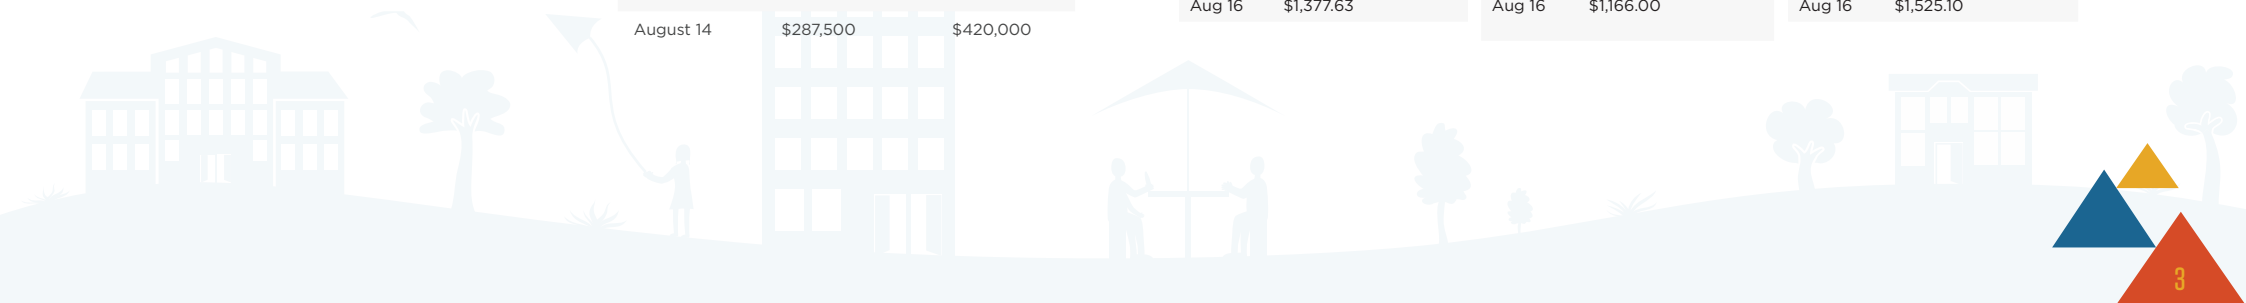 Aug 16 $1,377.63 Aug 16 $1,166.00 Aug 16 $1,525.10
August 14 $287,500 $420,000
3